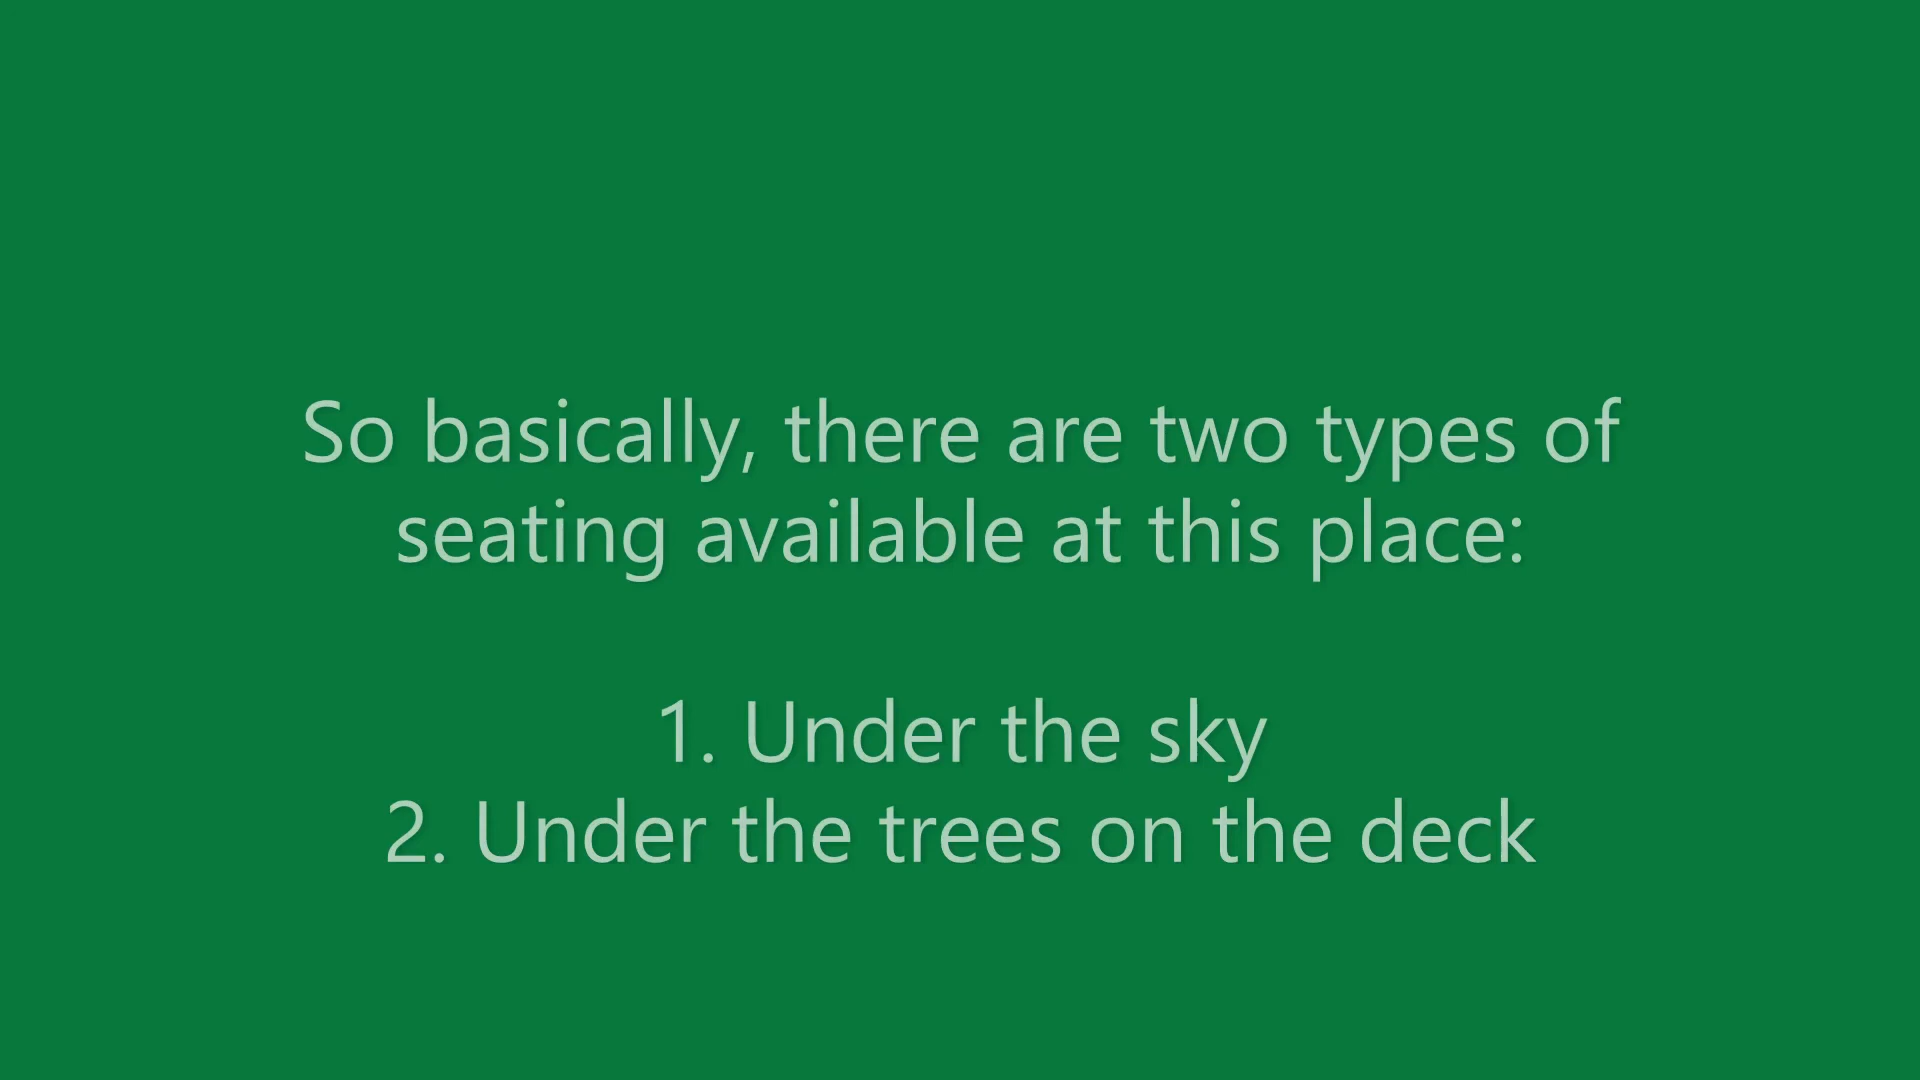 So basically, there are two types of
seating available at this place:
1. Under the sky
2. Under the trees on the deck